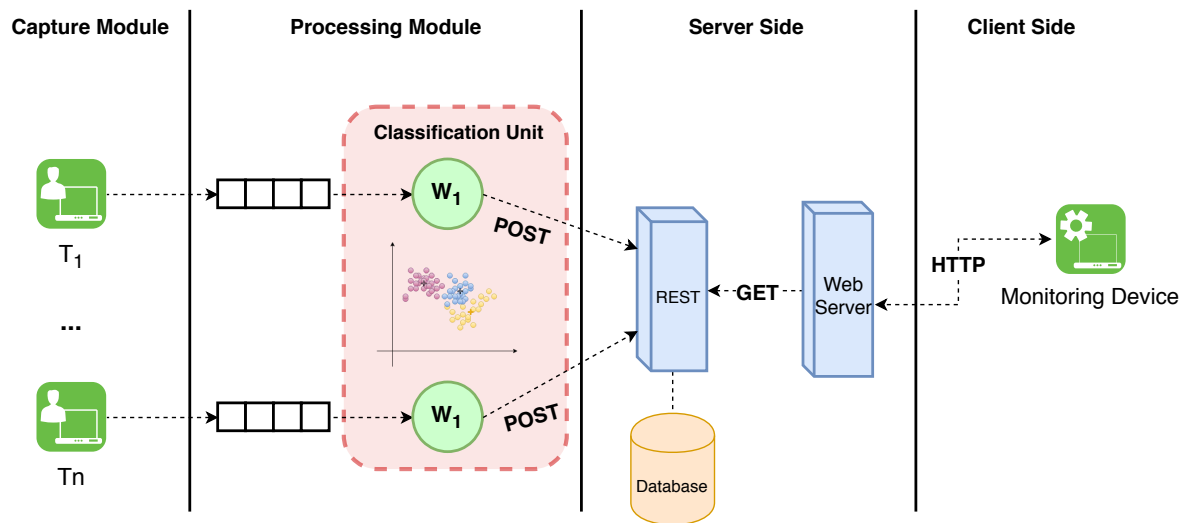 Capture Module
Processing Module
Server Side
Client Side
Classification Unit
W1
POST
T1
REST
GET
Web
Server
HTTP
Monitoring Device
...
W1
POST
Tn
Database